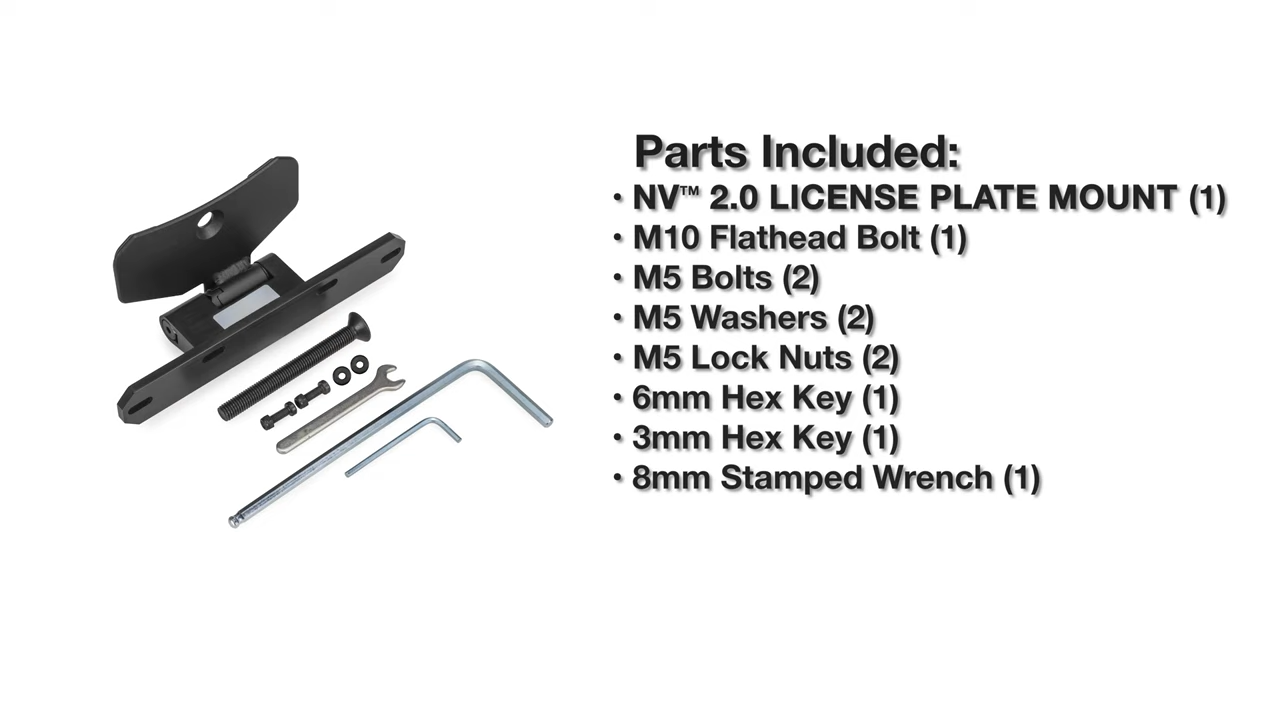 Parts Included:
• NV™ 2.0 LICENSE PLATE MOUNT (1)
• M10 Flathead Bolt (1)
• M5 Bolts (2)
• M5 Washers (2)
• M5 Lock Nuts (2)
• 6mm Hex Key (1)
• 3mm Hex Key (1)
• 8mm Stamped Wrench (1)